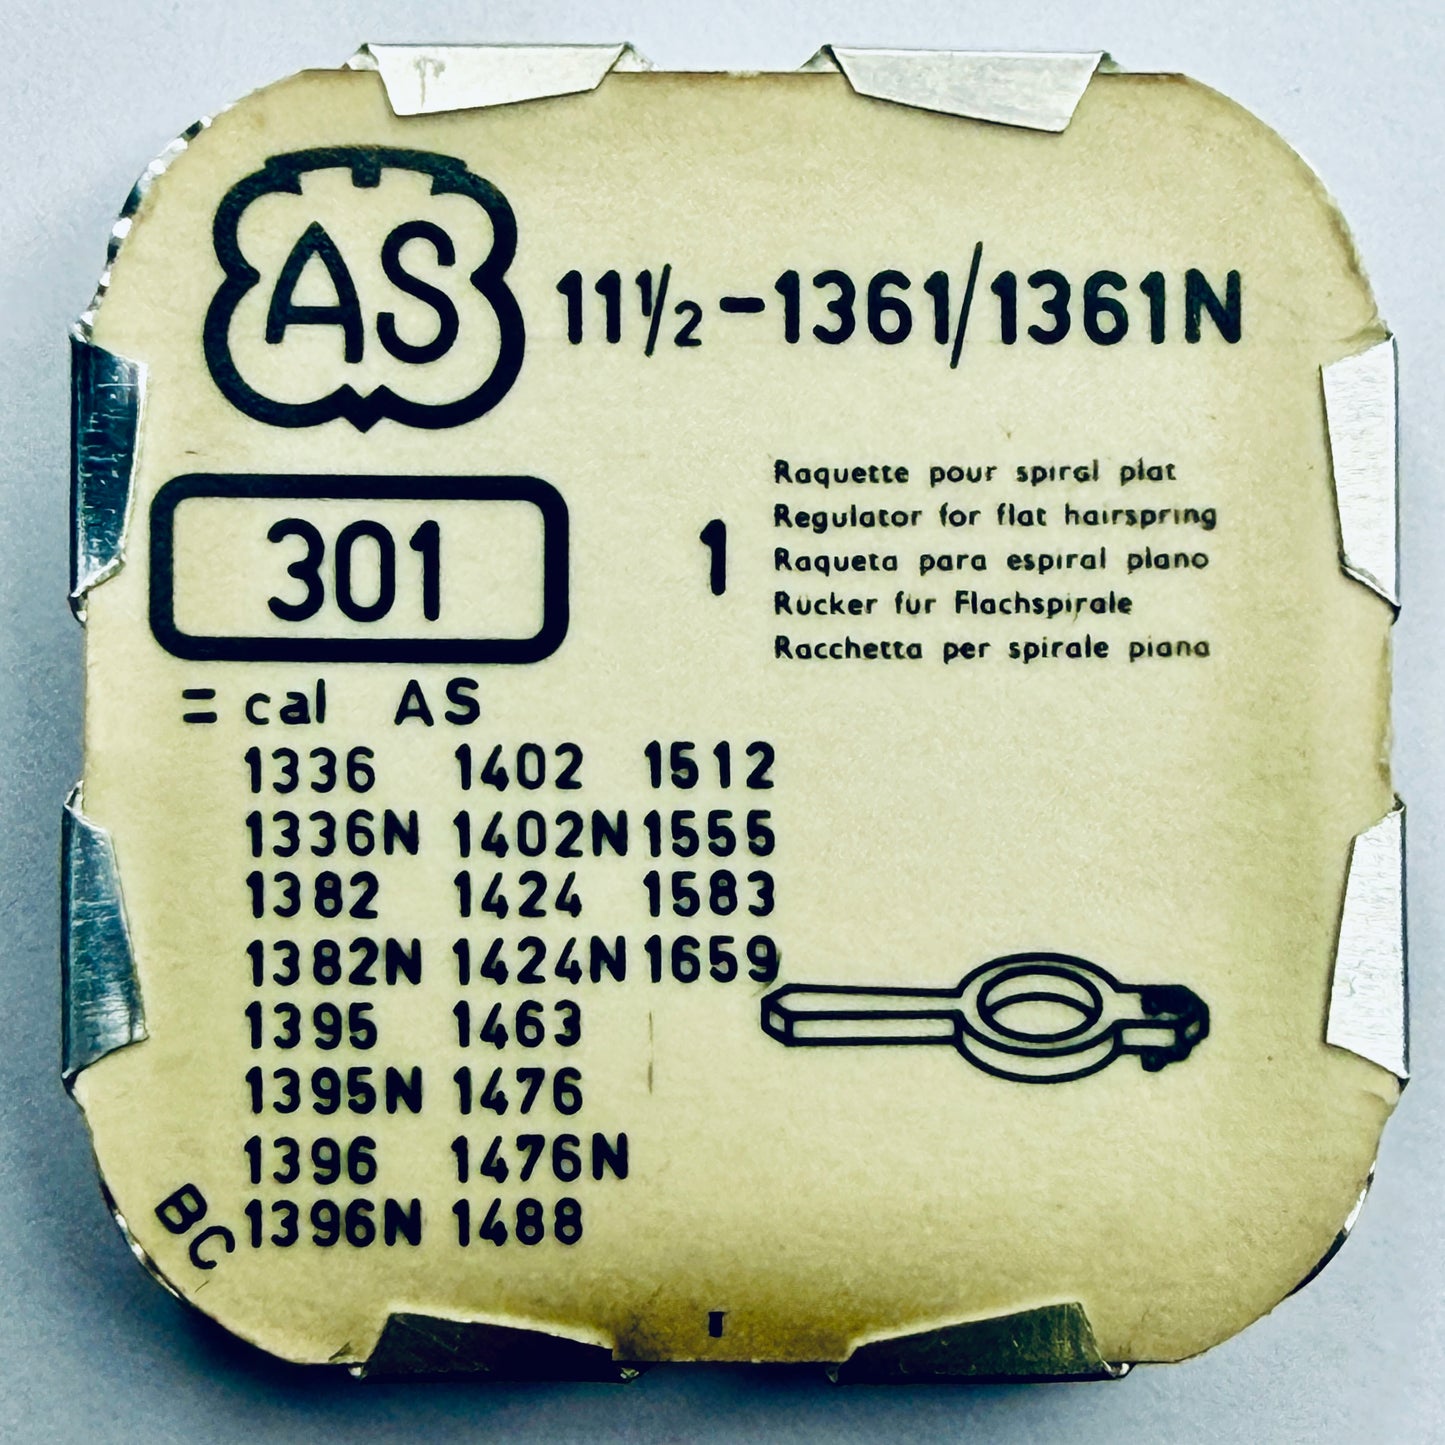 AS 11½-1361/1361N
301 1
Raquette pour spiral plat
Regulator for flat hairspring
Raqueta para espiral plano
Rücker für Flachspirale
Racchetta per spirale piana
= cal AS
1336 1402 1512
1336N 1402N 1555
1382 1424 1583
1382N 1424N 1659
1395 1463
1395N 1476
1396 1476N
1396N 1488
BC